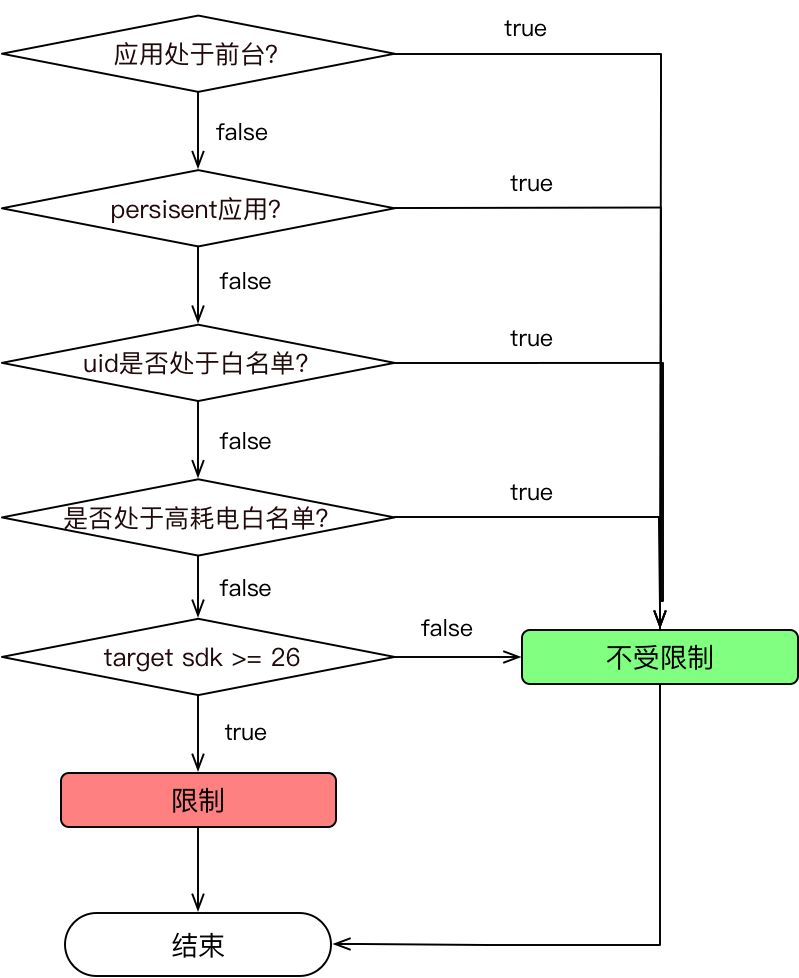 应用处于前台?
true
false
persisent应用?
true
false
uid是否处于白名单?
true
false
是否处于高耗电白名单?
true
false
target sdk >= 26
false
不受限制
true
限制
结束